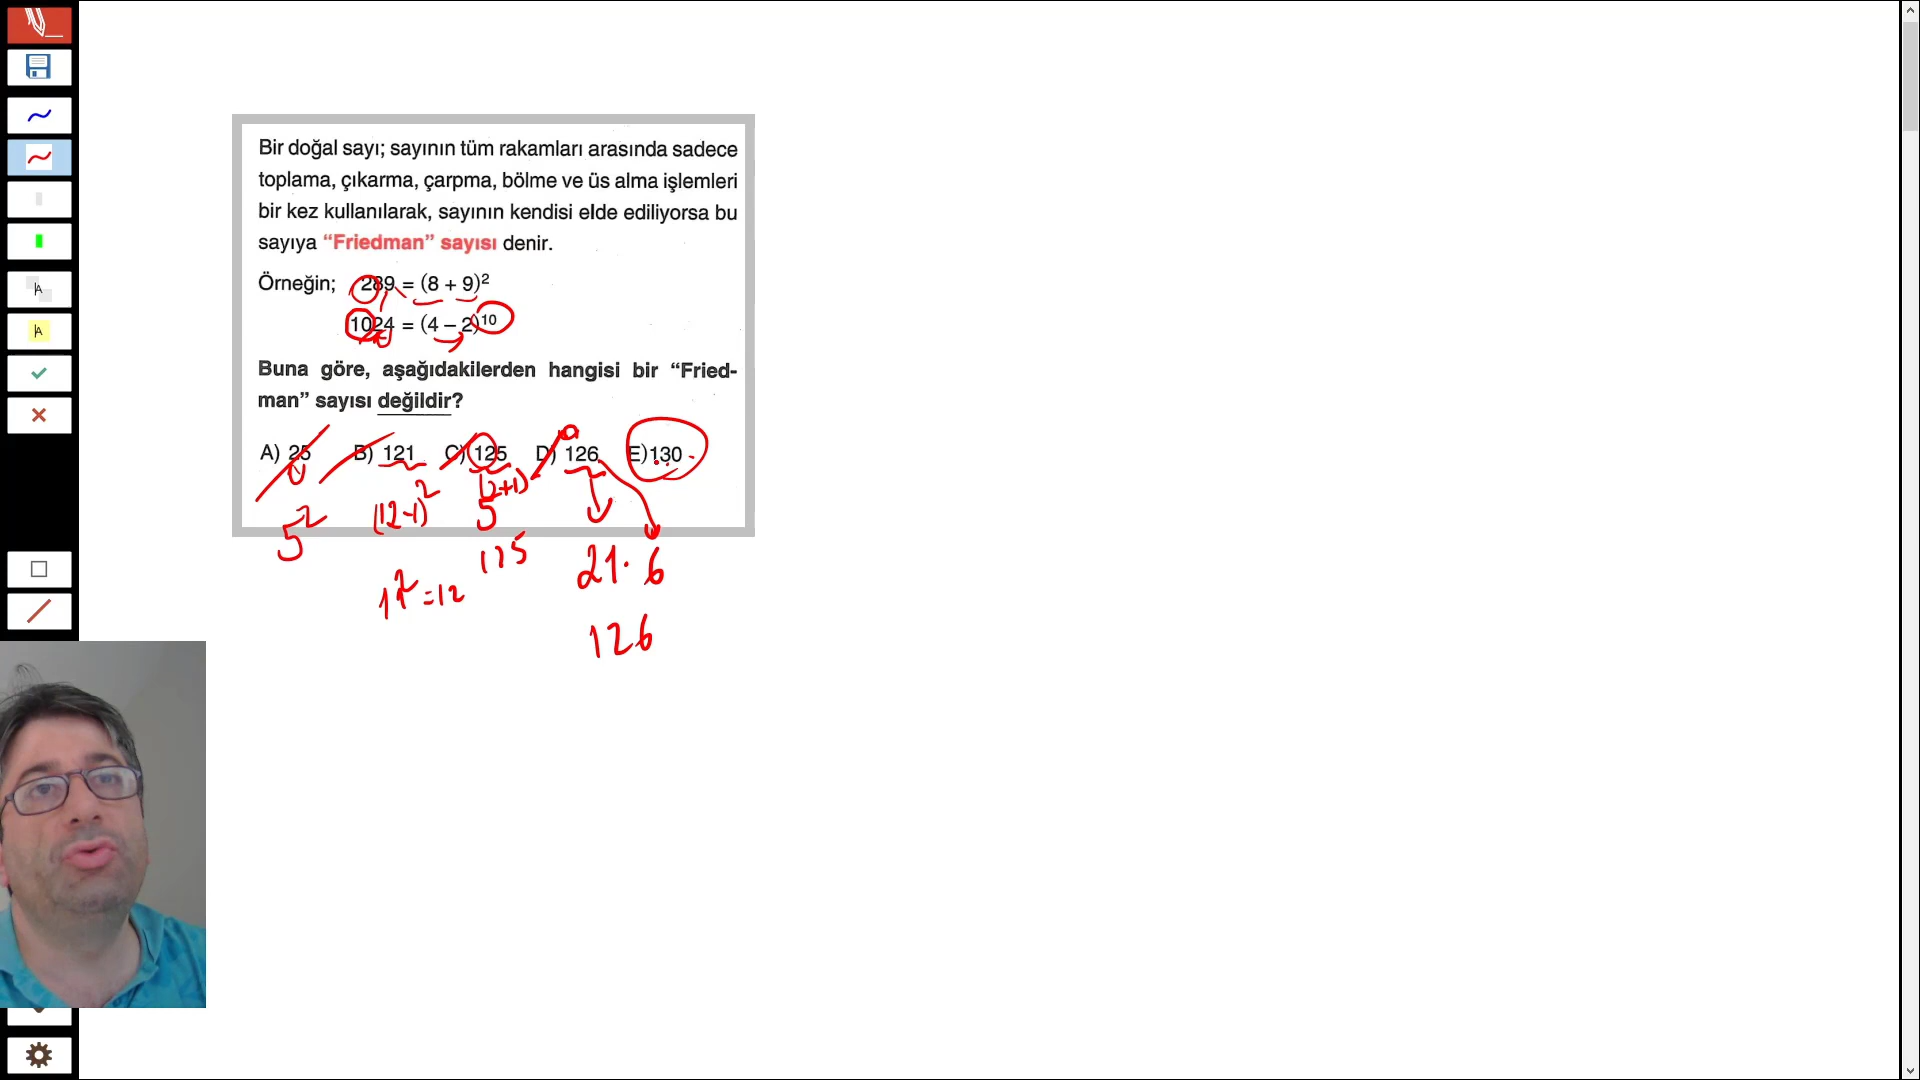 Bir doğal sayı; sayının tüm rakamları arasında sadece
toplama, çıkarma, çarpma, bölme ve üs alma işlemleri
bir kez kullanılarak, sayının kendisi elde ediliyorsa bu
sayıya “Friedman” sayısı denir.
Örneğin; 289 = (8 + 9)²
1024 = (4 – 2)¹⁰
Buna göre, aşağıdakilerden hangisi bir “Fried-
man” sayısı değildir?
A) 25 B) 121 C) 125 D) 126 E) 130
5² (12-1)² 5(2+1)
125
21·6
11²=12
126